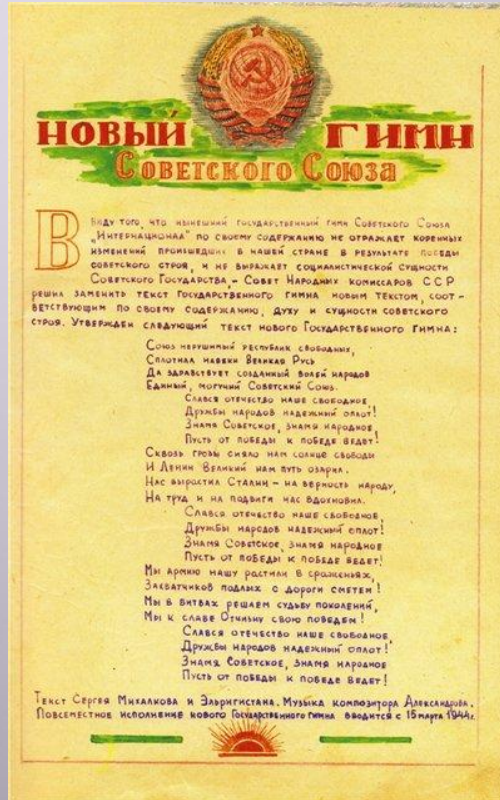 НОВЫЙ ГИМН
Советского Союза
Ввиду того что нынешний государственный гимн Советского Союза
„Интернационал" по своему содержанию не отражает коренных
изменений происшедших в нашей стране в результате победы
советского строя, и не выражает социалистической сущности
Советского Государства, – Совет Народных комиссаров ССР
решил заменить текст Государственного гимна новым текстом, соот-
ветствующим по своему содержанию, духу и сущности советского
строя. Утвержден следующий текст нового Государственного Гимна:
Союз нерушимый республик свободных,
Сплотила навеки Великая Русь
Да здравствует созданный волей народов
Единый, могучий Советский Союз.
Славься отечество наше свободное
Дружбы народов надежный оплот!
Знамя Советское, знамя народное
Пусть от победы к победе ведет!
Сквозь грозы сияло нам солнце свободы
И Ленин Великий нам путь озарил.
Нас вырастил Сталин – на верность народу,
На труд и на подвиги нас вдохновил.
Славься отечество наше свободное
Дружбы народов надежный оплот!
Знамя Советское, знамя народное
Пусть от победы к победе ведет!
Мы армию нашу растили в сраженьях,
Захватчиков подлых с дороги сметем!
Мы в битвах решаем судьбу поколений,
Мы к славе Отчизну свою поведем!
Славься отечество наше свободное
Дружбы народов надежный оплот!
Знамя Советское, знамя народное
Пусть от победы к победе ведет!
Текст Сергея Михалкова и Эльригистана. Музыка композитора Александрова.
Повсеместное исполнение нового Государственного гимна вводится с 15 марта 1944г.